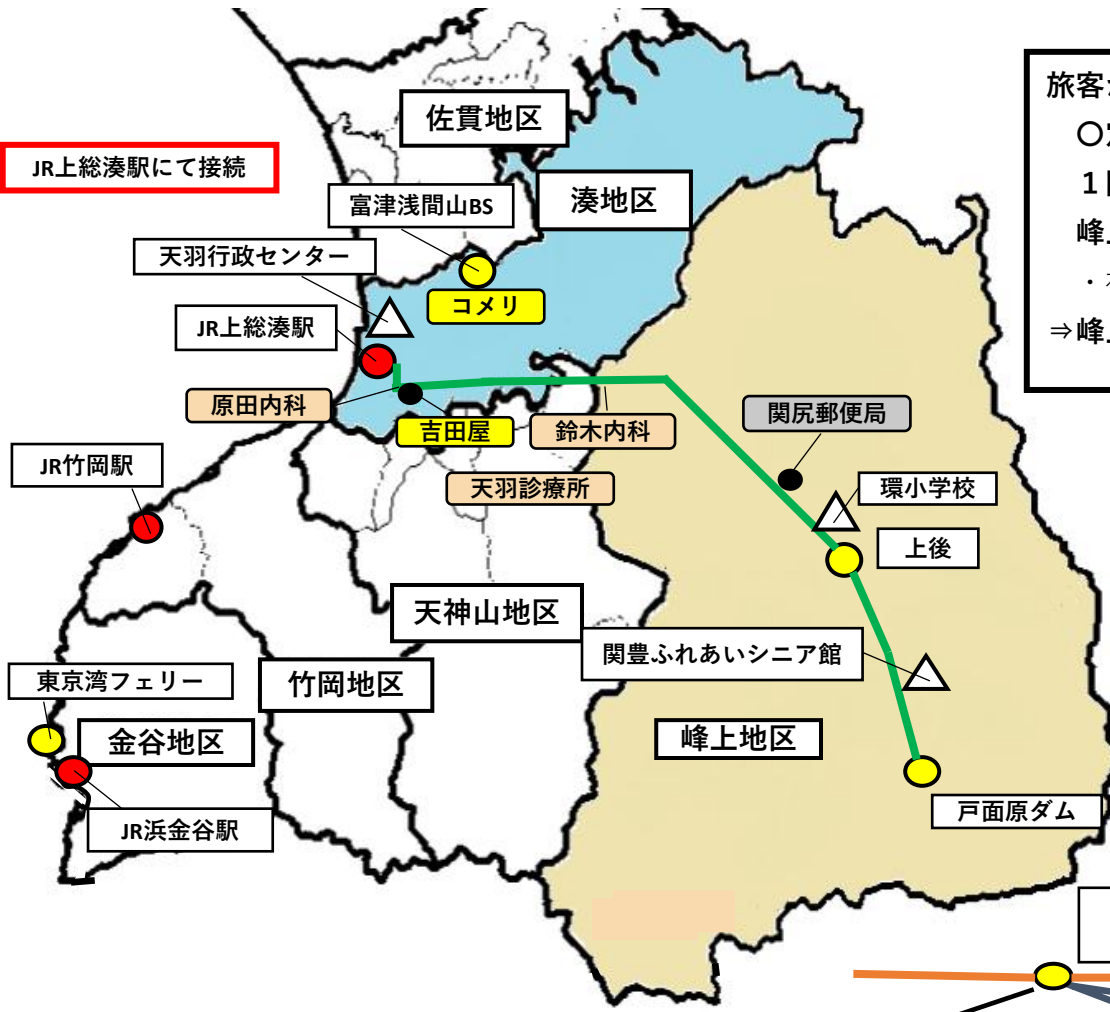 佐貫地区
旅客
JR上総湊駅にて接続
湊地区
富津浅間山BS
天羽行政センター
コメリ
JR上総湊駅
⇒峰
原田内科
吉田屋
鈴木内科
関尻郵便局
JR竹岡駅
天羽診療所
環小学校
上後
天神山地区
関豊ふれあいシニア館
東京湾フェリー
竹岡地区
金谷地区
峰上地区
JR浜金谷駅
戸面原ダム